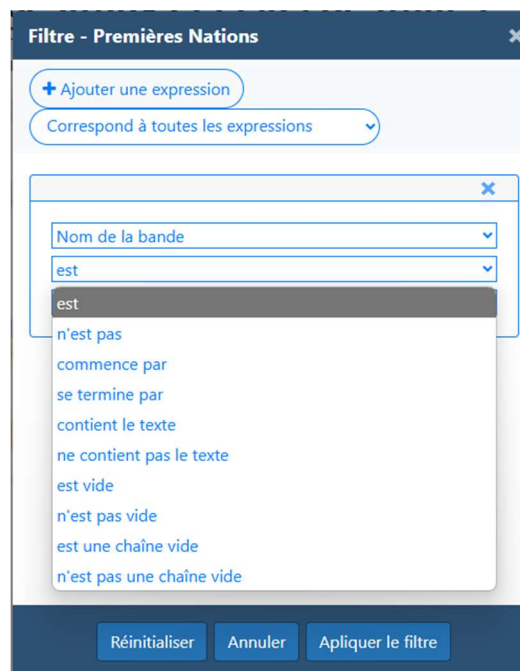 Filtre - Premières Nations
Ajouter une expression
Correspond à toutes les expressions
Nom de la bande
est
est
n'est pas
commence par
se termine par
contient le texte
ne contient pas le texte
est vide
n'est pas vide
est une chaîne vide
n'est pas une chaîne vide
Réinitialiser Annuler Appliquer le filtre